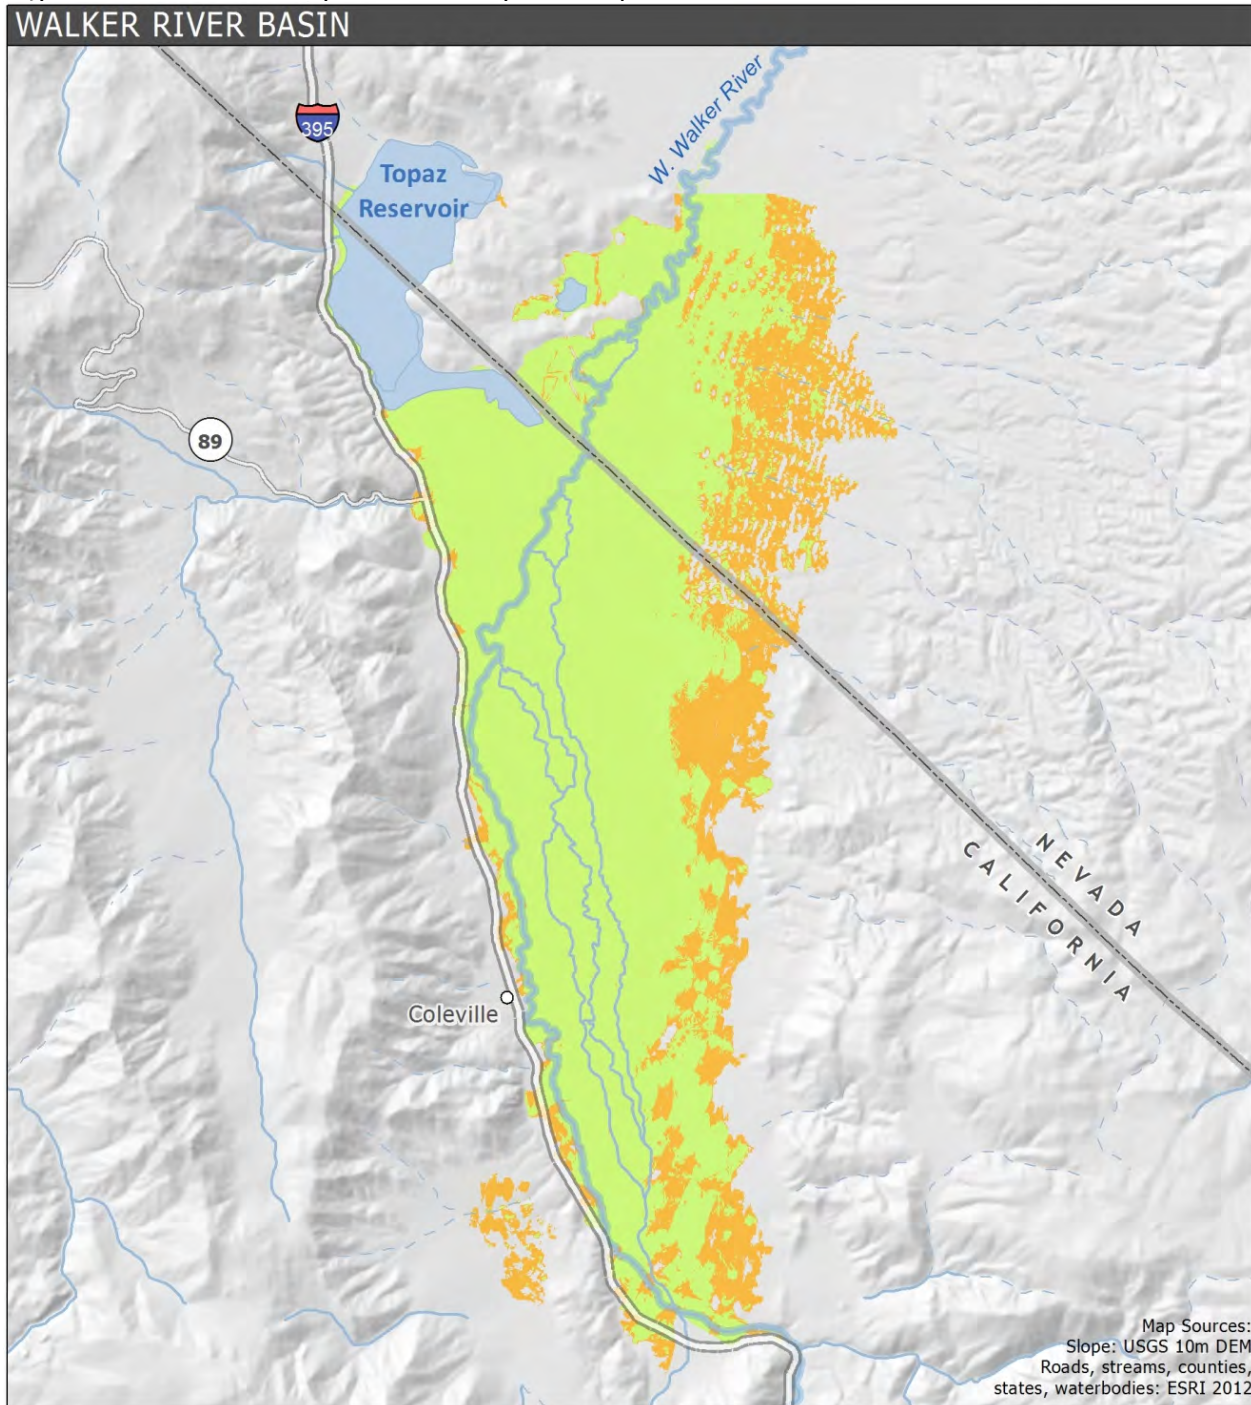 WALKER RIVER BASIN
395
W. Walker River
Topaz
Reservoir
89
NEVADA
CALIFORNIA
Coleville
Map Sources:
Slope: USGS 10m DEM
Roads, streams, counties,
states, waterbodies: ESRI 2012